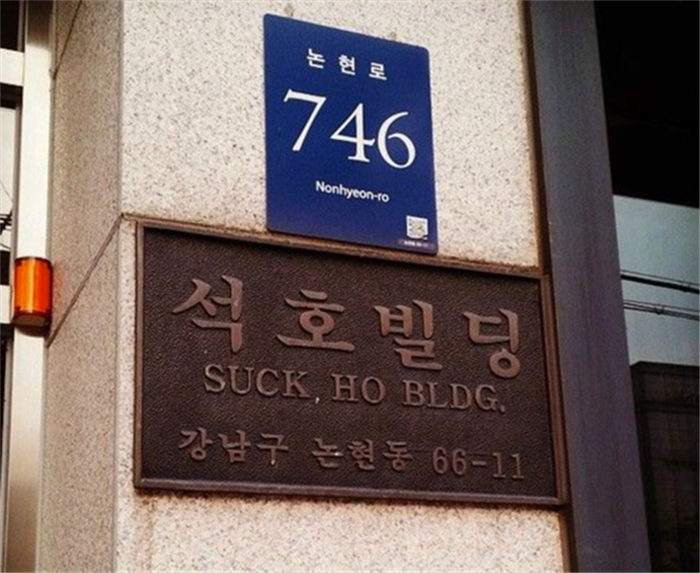 논현로
746
Nonhyeon-ro
석호빌딩
SUCK, HO BLDG.
강남구 논현동 66-11